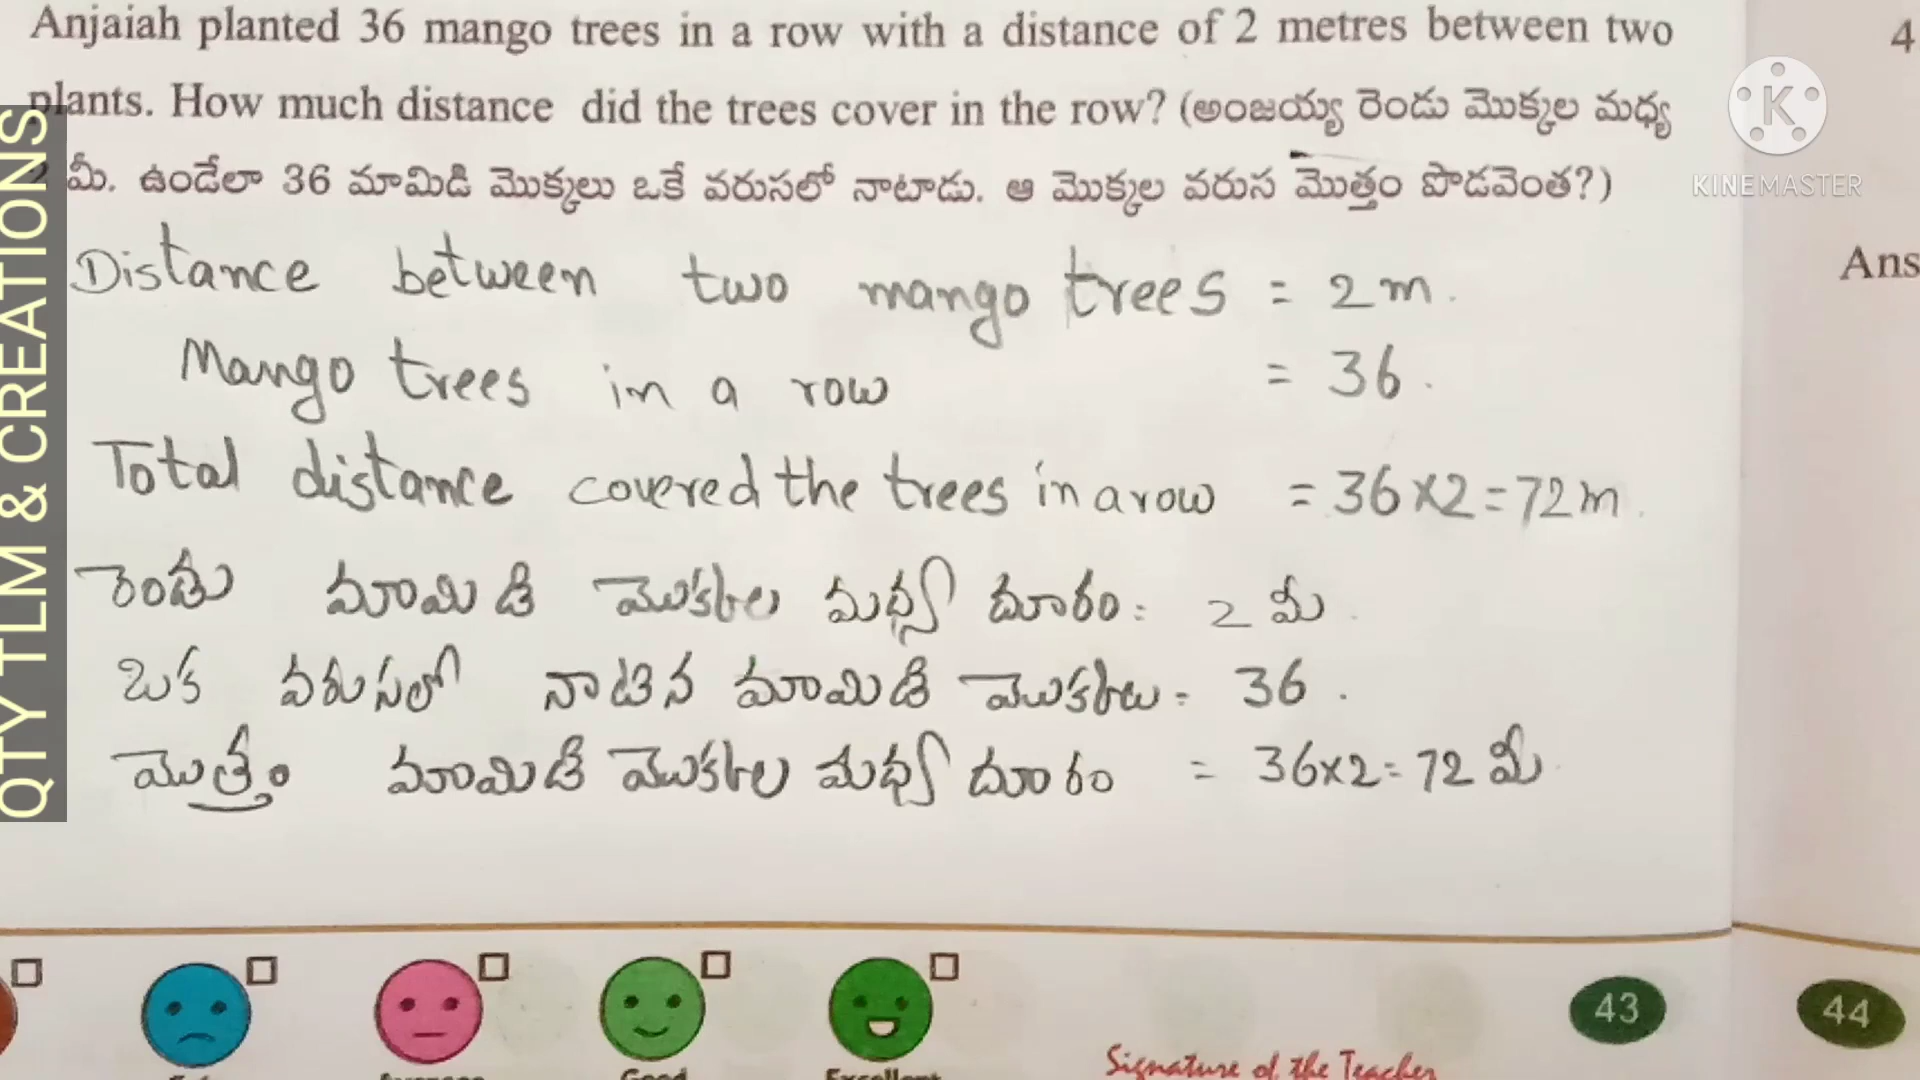 Anjaiah planted 36 mango trees in a row with a distance of 2 metres between two
plants. How much distance did the trees cover in the row? (అంజయ్య రెండు మొక్కల మధ్య
2 మీ. ఉండేలా 36 మామిడి మొక్కలు ఒకే వరుసలో నాటాడు. ఆ మొక్కల వరుస మొత్తం పొడవెంత?)
Distance between two mango trees = 2 m.
Mango trees in a row = 36.
Total distance covered the trees in a row = 36 × 2 = 72 m.
రెండు మామిడి మొక్కల మధ్య దూరం = 2 మీ.
ఒక వరుసలో నాటిన మామిడి మొక్కలు = 36.
మొత్తం మామిడి మొక్కల మధ్య దూరం = 36×2 = 72 మీ.
4
Ans
K
KINEMASTER
QTY TLM & CREATIONS
Good
Excellent
43
44
Signature of the Teacher